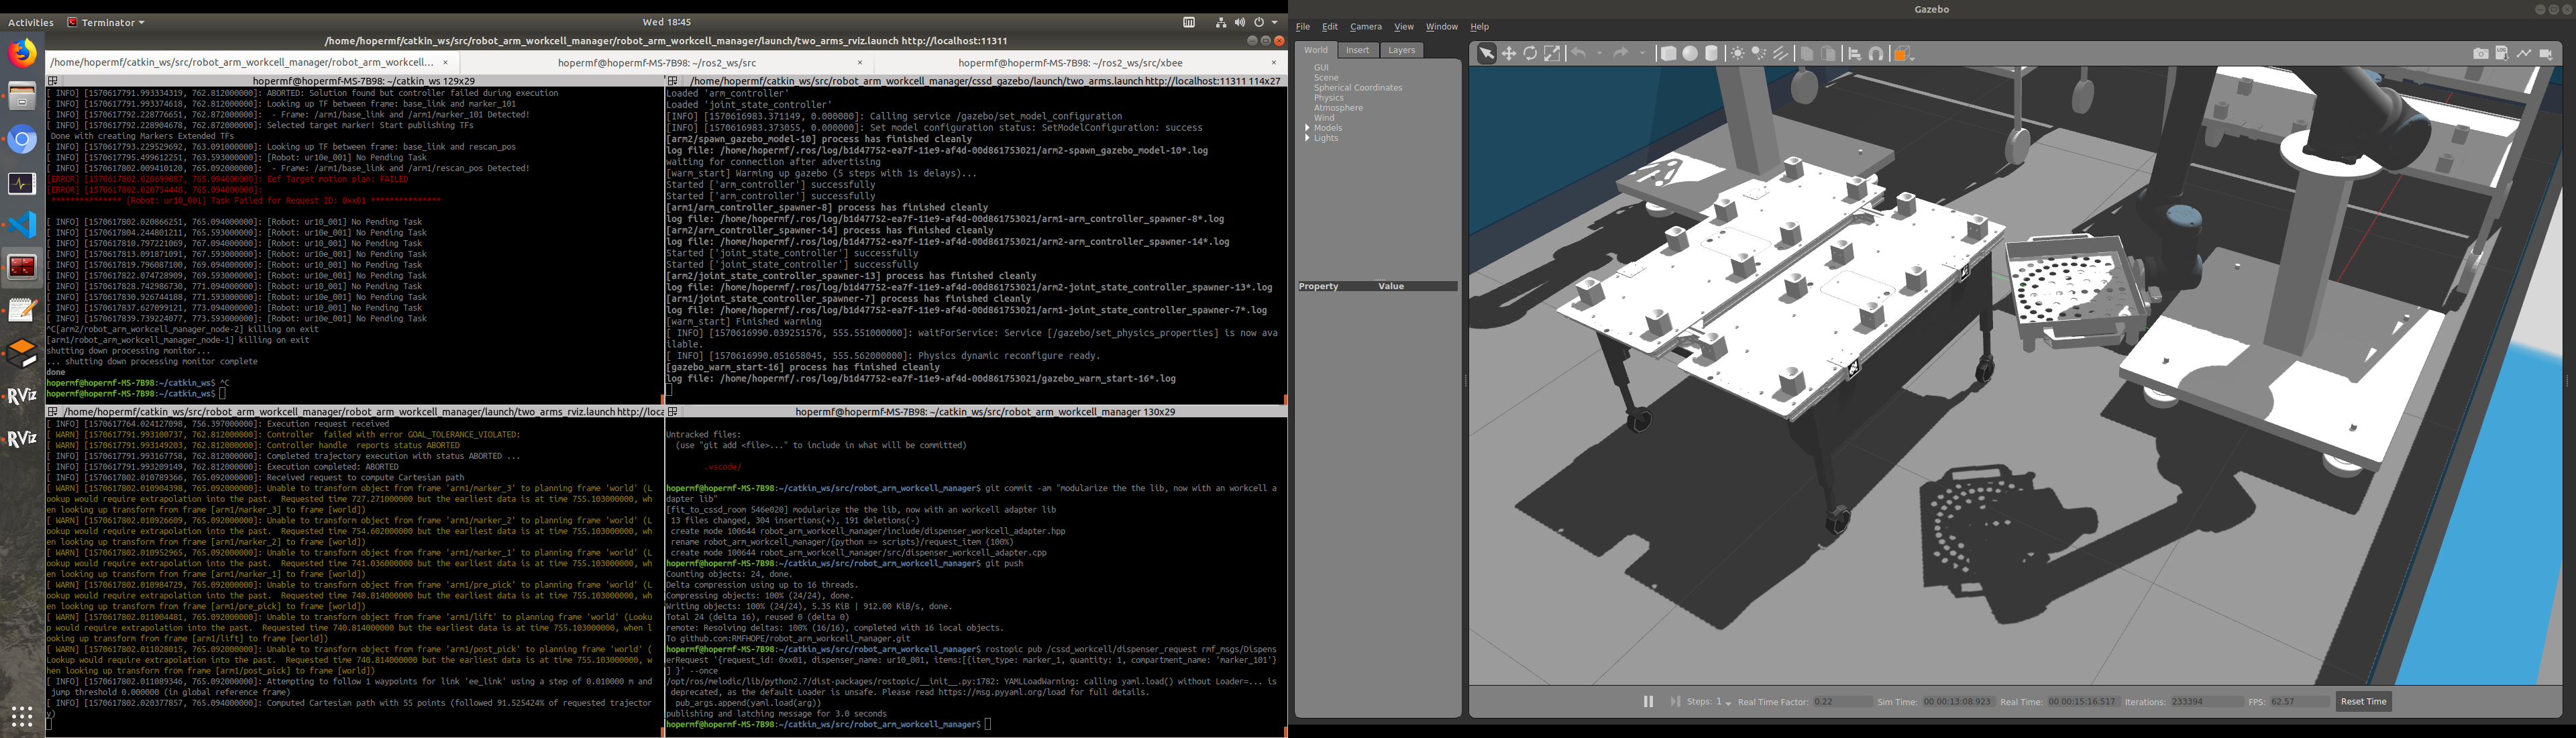 Activities
Terminator
Wed 18:45
/home/hopermf/catkin_ws/src/robot_arm_workcell_manager/robot_arm_workcell_manager/launch/two_arms_rviz.launch http://localhost:11311
/home/hopermf/catkin_ws/src/robot_arm_workcell_manager/robot_arm_workcell...
hopermf@hopermf-MS-7B98: ~/ros2_ws/src
hopermf@hopermf-MS-7B98: ~/ros2_ws/src/xbee
hopermf@hopermf-MS-7B98: ~/catkin_ws 129x29
[ INFO] [1570617791.993334319, 762.812000000]: ABORTED: Solution found but controller failed during execution
[ INFO] [1570617791.993374618, 762.812000000]: Looking up TF between frame: base_link and marker_101
[ INFO] [1570617792.228776651, 762.872000000]:  - Frame: /arm1/base_link and /arm1/marker_101 Detected!
[ INFO] [1570617792.228904678, 762.872000000]: Selected target marker! Start publishing TFs
Done with creating Markers Extended TFs
[ INFO] [1570617793.229529692, 763.091000000]: Looking up TF between frame: base_link and rescan_pos
[ INFO] [1570617795.499612251, 763.593000000]: [Robot: ur10e_001] No Pending Task
[ INFO] [1570617802.009410120, 765.092000000]:  - Frame: /arm1/base_link and /arm1/rescan_pos Detected!
[ERROR] [1570617802.020699087, 765.094000000]: Eef Target motion plan: FAILED
[ERROR] [1570617802.020754448, 765.094000000]:
*************** [Robot: ur10_001] Task Failed for Request ID: 0xx01 ***************
[ INFO] [1570617802.020866251, 765.094000000]: [Robot: ur10_001] No Pending Task
[ INFO] [1570617804.244801211, 765.593000000]: [Robot: ur10e_001] No Pending Task
[ INFO] [1570617810.797221069, 767.094000000]: [Robot: ur10_001] No Pending Task
[ INFO] [1570617813.091871091, 767.593000000]: [Robot: ur10e_001] No Pending Task
[ INFO] [1570617819.796087100, 769.094000000]: [Robot: ur10_001] No Pending Task
[ INFO] [1570617822.074728909, 769.593000000]: [Robot: ur10e_001] No Pending Task
[ INFO] [1570617828.742986730, 771.094000000]: [Robot: ur10_001] No Pending Task
[ INFO] [1570617830.926744188, 771.593000000]: [Robot: ur10e_001] No Pending Task
[ INFO] [1570617837.627099121, 773.094000000]: [Robot: ur10_001] No Pending Task
[ INFO] [1570617839.739224077, 773.593000000]: [Robot: ur10e_001] No Pending Task
^C[arm2/robot_arm_workcell_manager_node-2] killing on exit
[arm1/robot_arm_workcell_manager_node-1] killing on exit
shutting down processing monitor...
... shutting down processing monitor complete
done
hopermf@hopermf-MS-7B98:~/catkin_ws$ ^C
hopermf@hopermf-MS-7B98:~/catkin_ws$
/home/hopermf/catkin_ws/src/robot_arm_workcell_manager/cssd_gazebo/launch/two_arms.launch http://localhost:11311 114x27
Loaded 'arm_controller'
Loaded 'joint_state_controller'
[INFO] [1570616983.371149, 0.000000]: Calling service /gazebo/set_model_configuration
[INFO] [1570616983.373055, 0.000000]: Set model configuration status: SetModelConfiguration: success
[arm2/spawn_gazebo_model-10] process has finished cleanly
log file: /home/hopermf/.ros/log/b1d47752-ea7f-11e9-af4d-00d861753021/arm2-spawn_gazebo_model-10*.log
waiting for connection after advertising
[warm_start] Warming up gazebo (5 steps with 1s delays)...
Started ['arm_controller'] successfully
Started ['arm_controller'] successfully
[arm1/arm_controller_spawner-8] process has finished cleanly
log file: /home/hopermf/.ros/log/b1d47752-ea7f-11e9-af4d-00d861753021/arm1-arm_controller_spawner-8*.log
[arm2/arm_controller_spawner-14] process has finished cleanly
log file: /home/hopermf/.ros/log/b1d47752-ea7f-11e9-af4d-00d861753021/arm2-arm_controller_spawner-14*.log
Started ['joint_state_controller'] successfully
Started ['joint_state_controller'] successfully
[arm2/joint_state_controller_spawner-13] process has finished cleanly
log file: /home/hopermf/.ros/log/b1d47752-ea7f-11e9-af4d-00d861753021/arm2-joint_state_controller_spawner-13*.log
[arm1/joint_state_controller_spawner-7] process has finished cleanly
log file: /home/hopermf/.ros/log/b1d47752-ea7f-11e9-af4d-00d861753021/arm1-joint_state_controller_spawner-7*.log
[warm_start] Finished warming
[ INFO] [1570616990.039251576, 555.551000000]: waitForService: Service [/gazebo/set_physics_properties] is now ava
ilable.
[ INFO] [1570616990.051658045, 555.562000000]: Physics dynamic reconfigure ready.
[gazebo_warm_start-16] process has finished cleanly
log file: /home/hopermf/.ros/log/b1d47752-ea7f-11e9-af4d-00d861753021/gazebo_warm_start-16*.log
/home/hopermf/catkin_ws/src/robot_arm_workcell_manager/robot_arm_workcell_manager/launch/two_arms_rviz.launch http://loca
[ INFO] [1570617764.024127098, 756.397000000]: Execution request received
[ WARN] [1570617791.993100737, 762.812000000]: Controller  failed with error GOAL_TOLERANCE_VIOLATED:
[ WARN] [1570617791.993149203, 762.812000000]: Controller handle  reports status ABORTED
[ INFO] [1570617791.993167758, 762.812000000]: Completed trajectory execution with status ABORTED ...
[ INFO] [1570617791.993209149, 762.812000000]: Execution completed: ABORTED
[ INFO] [1570617802.010789366, 765.092000000]: Received request to compute Cartesian path
[ WARN] [1570617802.010904398, 765.092000000]: Unable to transform object from frame 'arm1/marker_3' to planning frame 'world' (L
ookup would require extrapolation into the past.  Requested time 727.271000000 but the earliest data is at time 755.103000000, wh
en looking up transform from frame [arm1/marker_3] to frame [world])
[ WARN] [1570617802.010926609, 765.092000000]: Unable to transform object from frame 'arm1/marker_2' to planning frame 'world' (L
ookup would require extrapolation into the past.  Requested time 754.602000000 but the earliest data is at time 755.103000000, wh
en looking up transform from frame [arm1/marker_2] to frame [world])
[ WARN] [1570617802.010952965, 765.092000000]: Unable to transform object from frame 'arm1/marker_1' to planning frame 'world' (L
ookup would require extrapolation into the past.  Requested time 741.036000000 but the earliest data is at time 755.103000000, wh
en looking up transform from frame [arm1/marker_1] to frame [world])
[ WARN] [1570617802.010984729, 765.092000000]: Unable to transform object from frame 'arm1/pre_pick' to planning frame 'world' (L
ookup would require extrapolation into the past.  Requested time 740.814000000 but the earliest data is at time 755.103000000, wh
en looking up transform from frame [arm1/pre_pick] to frame [world])
[ WARN] [1570617802.011004481, 765.092000000]: Unable to transform object from frame 'arm1/lift' to planning frame 'world' (Looku
p would require extrapolation into the past.  Requested time 740.814000000 but the earliest data is at time 755.103000000, when l
ooking up transform from frame [arm1/lift] to frame [world])
[ WARN] [1570617802.011028015, 765.092000000]: Unable to transform object from frame 'arm1/post_pick' to planning frame 'world' (
Lookup would require extrapolation into the past.  Requested time 740.814000000 but the earliest data is at time 755.103000000, w
hen looking up transform from frame [arm1/post_pick] to frame [world])
[ INFO] [1570617802.011089346, 765.092000000]: Attempting to follow 1 waypoints for link 'ee_link' using a step of 0.010000 m and
jump threshold 0.000000 (in global reference frame)
[ INFO] [1570617802.020377857, 765.094000000]: Computed Cartesian path with 55 points (followed 91.525424% of requested trajector
y)
hopermf@hopermf-MS-7B98: ~/catkin_ws/src/robot_arm_workcell_manager 130x29
Untracked files:
(use "git add <file>..." to include in what will be committed)
.vscode/
hopermf@hopermf-MS-7B98:~/catkin_ws/src/robot_arm_workcell_manager$ git commit -am "modularize the the lib, now with an workcell a
dapter lib"
[fit_to_cssd_room 546e020] modularize the the lib, now with an workcell adapter lib
13 files changed, 304 insertions(+), 191 deletions(-)
create mode 100644 robot_arm_workcell_manager/include/dispenser_workcell_adapter.hpp
rename robot_arm_workcell_manager/{python => scripts}/request_item (100%)
create mode 100644 robot_arm_workcell_manager/src/dispenser_workcell_adapter.cpp
hopermf@hopermf-MS-7B98:~/catkin_ws/src/robot_arm_workcell_manager$ git push
Counting objects: 24, done.
Delta compression using up to 16 threads.
Compressing objects: 100% (24/24), done.
Writing objects: 100% (24/24), 5.35 KiB | 912.00 KiB/s, done.
Total 24 (delta 16), reused 0 (delta 0)
remote: Resolving deltas: 100% (16/16), completed with 16 local objects.
To github.com:RMFHOPE/robot_arm_workcell_manager.git
hopermf@hopermf-MS-7B98:~/catkin_ws/src/robot_arm_workcell_manager$ rostopic pub /cssd_workcell/dispenser_request rmf_msgs/Dispens
erRequest '{request_id: 0xx01, dispenser_name: ur10_001, items:[{item_type: marker_1, quantity: 1, compartment_name: 'marker_101'}
] }' --once
/opt/ros/melodic/lib/python2.7/dist-packages/rostopic/__init__.py:1782: YAMLLoadWarning: calling yaml.load() without Loader=... is
deprecated, as the default Loader is unsafe. Please read https://msg.pyyaml.org/load for full details.
pub_args.append(yaml.load(arg))
publishing and latching message for 3.0 seconds
hopermf@hopermf-MS-7B98:~/catkin_ws/src/robot_arm_workcell_manager$
RViz
RViz
Gazebo
File Edit Camera View Window Help
World Insert Layers
GUI
Scene
Spherical Coordinates
Physics
Atmosphere
Wind
Models
Lights
Property Value
LOG
Steps: 1
Real Time Factor: 0.22
Sim Time: 00 00:13:08.923
Real Time: 00 00:15:16.517
Iterations: 233394
FPS: 62.57
Reset Time